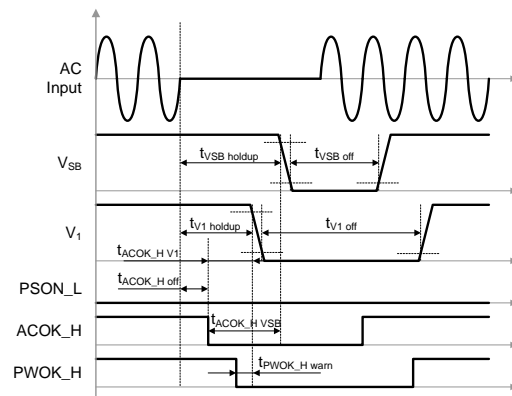 AC
Input
VSB
tVSB holdup
tVSB off
V1
tV1 holdup
tV1 off
tACOK_H V1
tACOK_H off
PSON_L
ACOK_H
tACOK_H VSB
PWOK_H
tPWOK_H warn